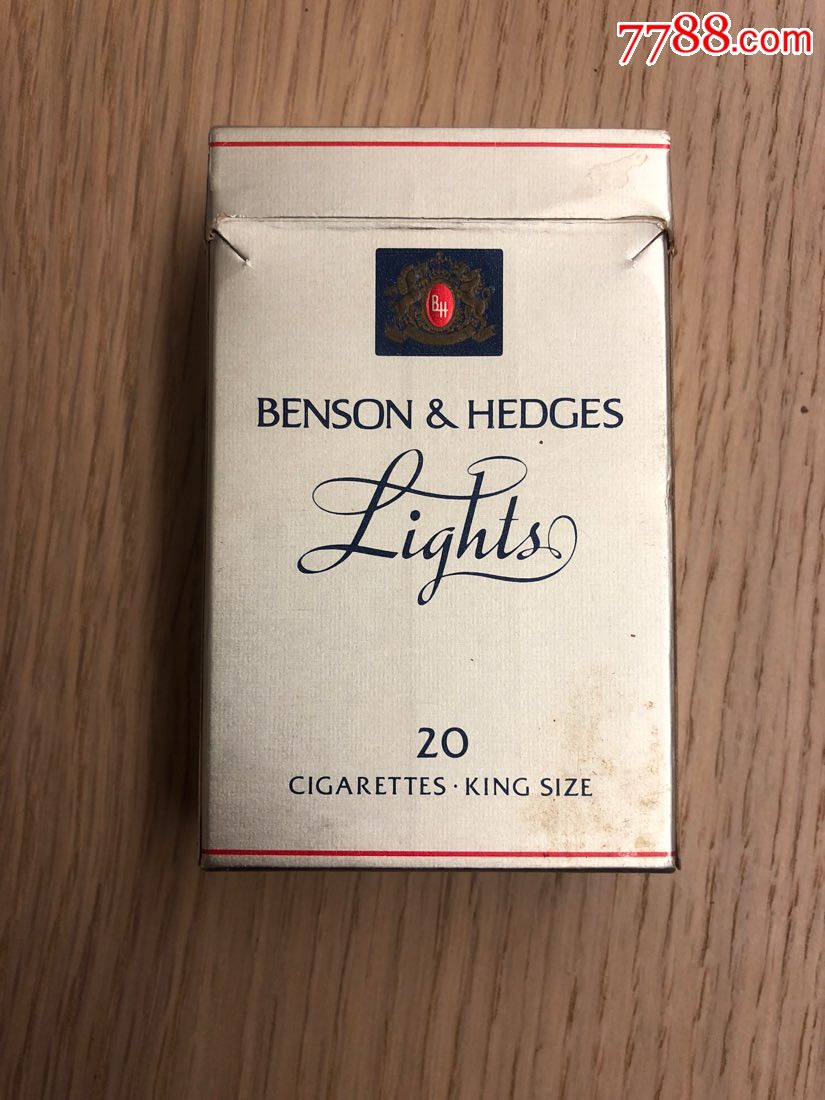 7788.com
BH
BENSON & HEDGES
Lights
20
CIGARETTES · KING SIZE